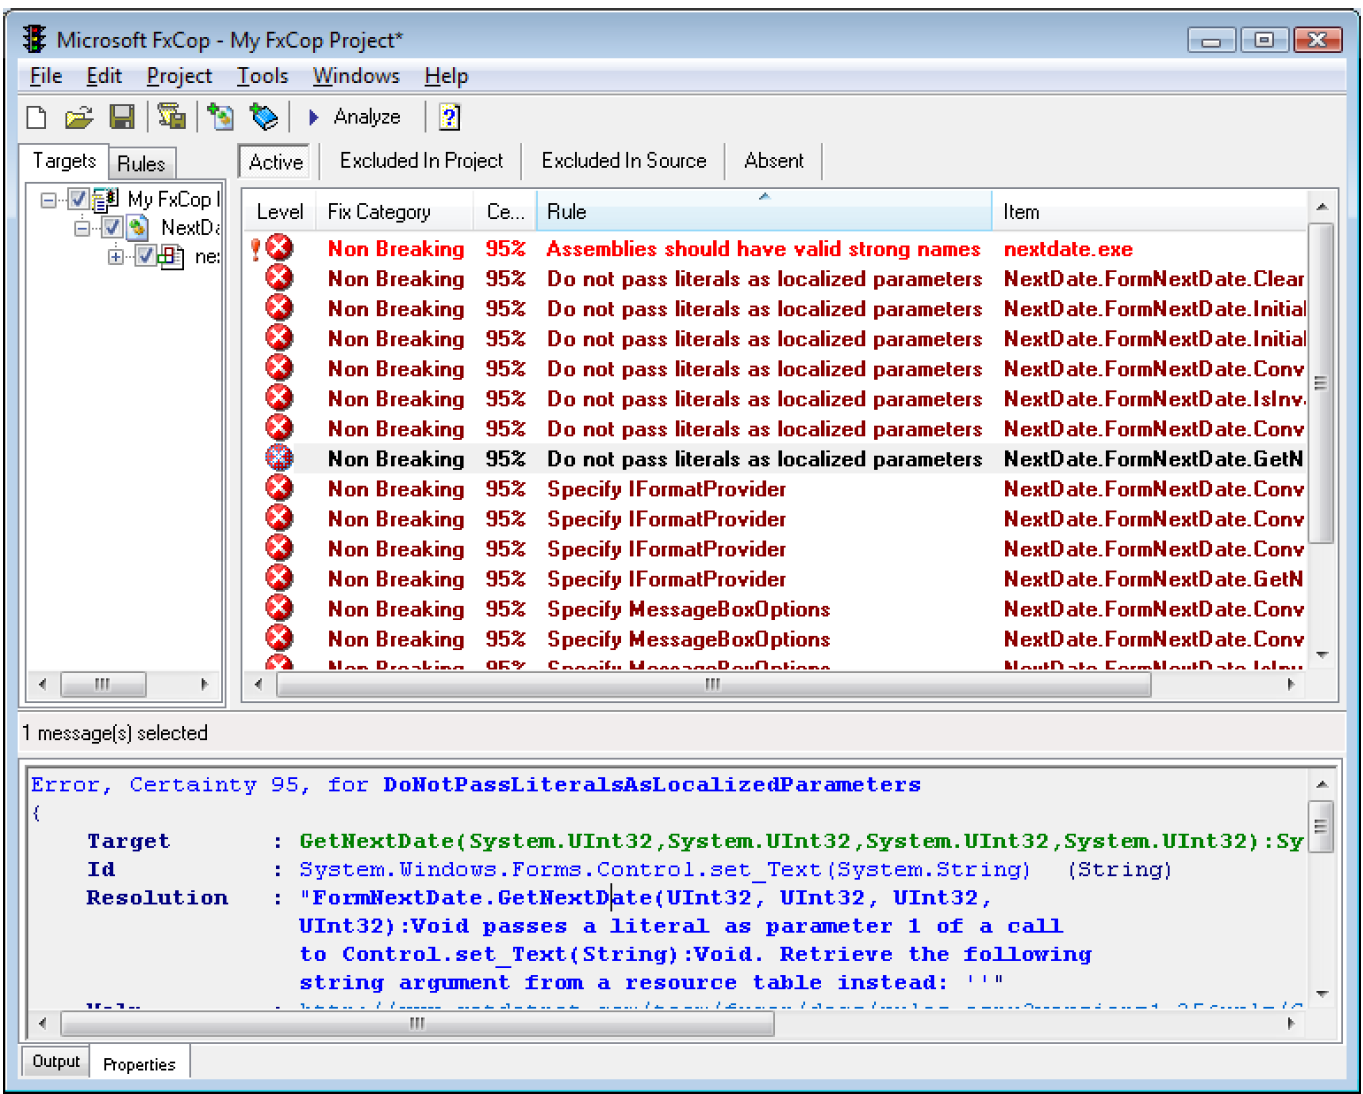 Microsoft FxCop - My FxCop Project*
File Edit Project Tools Windows Help
Analyze
Targets Rules
Active Excluded In Project Excluded In Source Absent
My FxCop
NextDa
nex
Level Fix Category Ce... Rule Item
Non Breaking 95% Assemblies should have valid strong names nextdate.exe
Non Breaking 95% Do not pass literals as localized parameters NextDate.FormNextDate.Clear
Non Breaking 95% Do not pass literals as localized parameters NextDate.FormNextDate.Initial
Non Breaking 95% Do not pass literals as localized parameters NextDate.FormNextDate.Initial
Non Breaking 95% Do not pass literals as localized parameters NextDate.FormNextDate.Conv
Non Breaking 95% Do not pass literals as localized parameters NextDate.FormNextDate.IsInv
Non Breaking 95% Do not pass literals as localized parameters NextDate.FormNextDate.Conv
Non Breaking 95% Do not pass literals as localized parameters NextDate.FormNextDate.GetN
Non Breaking 95% Specify IFormatProvider NextDate.FormNextDate.Conv
Non Breaking 95% Specify IFormatProvider NextDate.FormNextDate.Conv
Non Breaking 95% Specify IFormatProvider NextDate.FormNextDate.Conv
Non Breaking 95% Specify IFormatProvider NextDate.FormNextDate.GetN
Non Breaking 95% Specify MessageBoxOptions NextDate.FormNextDate.Conv
Non Breaking 95% Specify MessageBoxOptions NextDate.FormNextDate.Conv
Non Breaking 95% Specify MessageBoxOptions NextDate.FormNextDate.IsInv
1 message(s) selected
Error, Certainty 95, for DoNotPassLiteralsAsLocalizedParameters
{
Target : GetNextDate(System.UInt32,System.UInt32,System.UInt32,System.UInt32):Sy
Id : System.Windows.Forms.Control.set_Text(System.String) (String)
Resolution : "FormNextDate.GetNextDate(UInt32, UInt32, UInt32,
UInt32):Void passes a literal as parameter 1 of a call
to Control.set_Text(String):Void. Retrieve the following
string argument from a resource table instead: ''"
Output Properties